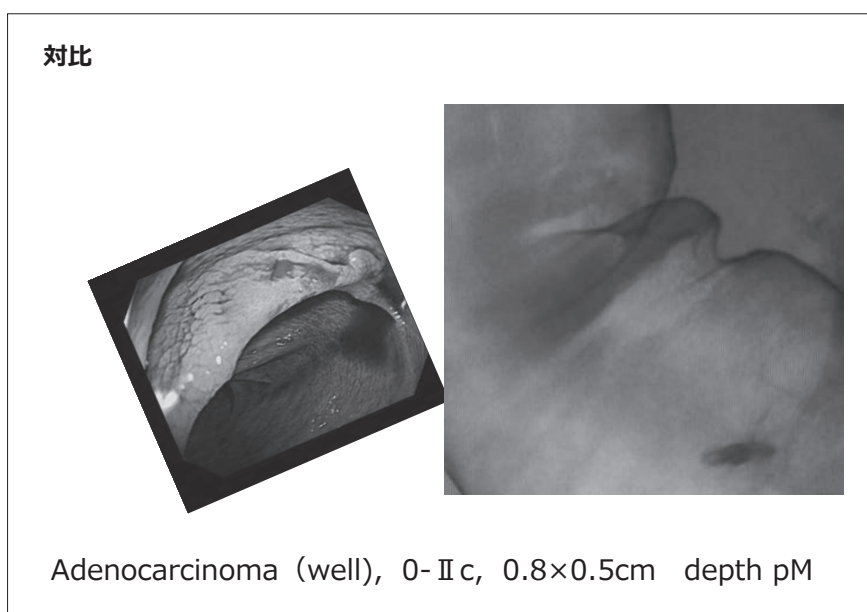 対比
Adenocarcinoma（well）, 0-Ⅱc, 0.8×0.5cm depth pM